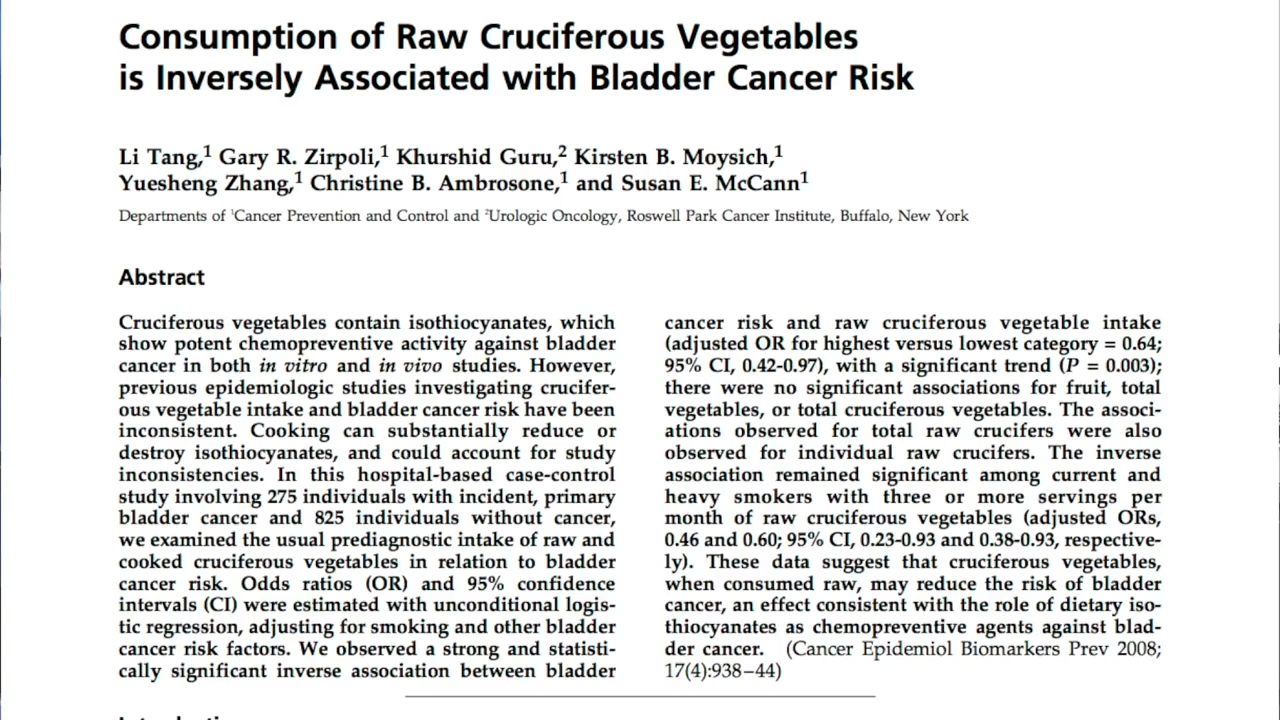 Consumption of Raw Cruciferous Vegetables
is Inversely Associated with Bladder Cancer Risk
Li Tang,¹ Gary R. Zirpoli,¹ Khurshid Guru,² Kirsten B. Moysich,¹
Yuesheng Zhang,¹ Christine B. Ambrosone,¹ and Susan E. McCann¹
Departments of ¹Cancer Prevention and Control and ²Urologic Oncology, Roswell Park Cancer Institute, Buffalo, New York
Abstract
Cruciferous vegetables contain isothiocyanates, which
show potent chemopreventive activity against bladder
cancer in both in vitro and in vivo studies. However,
previous epidemiologic studies investigating crucifer-
ous vegetable intake and bladder cancer risk have been
inconsistent. Cooking can substantially reduce or
destroy isothiocyanates, and could account for study
inconsistencies. In this hospital-based case-control
study involving 275 individuals with incident, primary
bladder cancer and 825 individuals without cancer,
we examined the usual prediagnostic intake of raw and
cooked cruciferous vegetables in relation to bladder
cancer risk. Odds ratios (OR) and 95% confidence
intervals (CI) were estimated with unconditional logis-
tic regression, adjusting for smoking and other bladder
cancer risk factors. We observed a strong and statisti-
cally significant inverse association between bladder
cancer risk and raw cruciferous vegetable intake
(adjusted OR for highest versus lowest category = 0.64;
95% CI, 0.42-0.97), with a significant trend (P = 0.003);
there were no significant associations for fruit, total
vegetables, or total cruciferous vegetables. The associ-
ations observed for total raw crucifers were also
observed for individual raw crucifers. The inverse
association remained significant among current and
heavy smokers with three or more servings per
month of raw cruciferous vegetables (adjusted ORs,
0.46 and 0.60; 95% CI, 0.23-0.93 and 0.38-0.93, respective-
ly). These data suggest that cruciferous vegetables,
when consumed raw, may reduce the risk of bladder
cancer, an effect consistent with the role of dietary iso-
thiocyanates as chemopreventive agents against blad-
der cancer. (Cancer Epidemiol Biomarkers Prev 2008;
17(4):938–44)